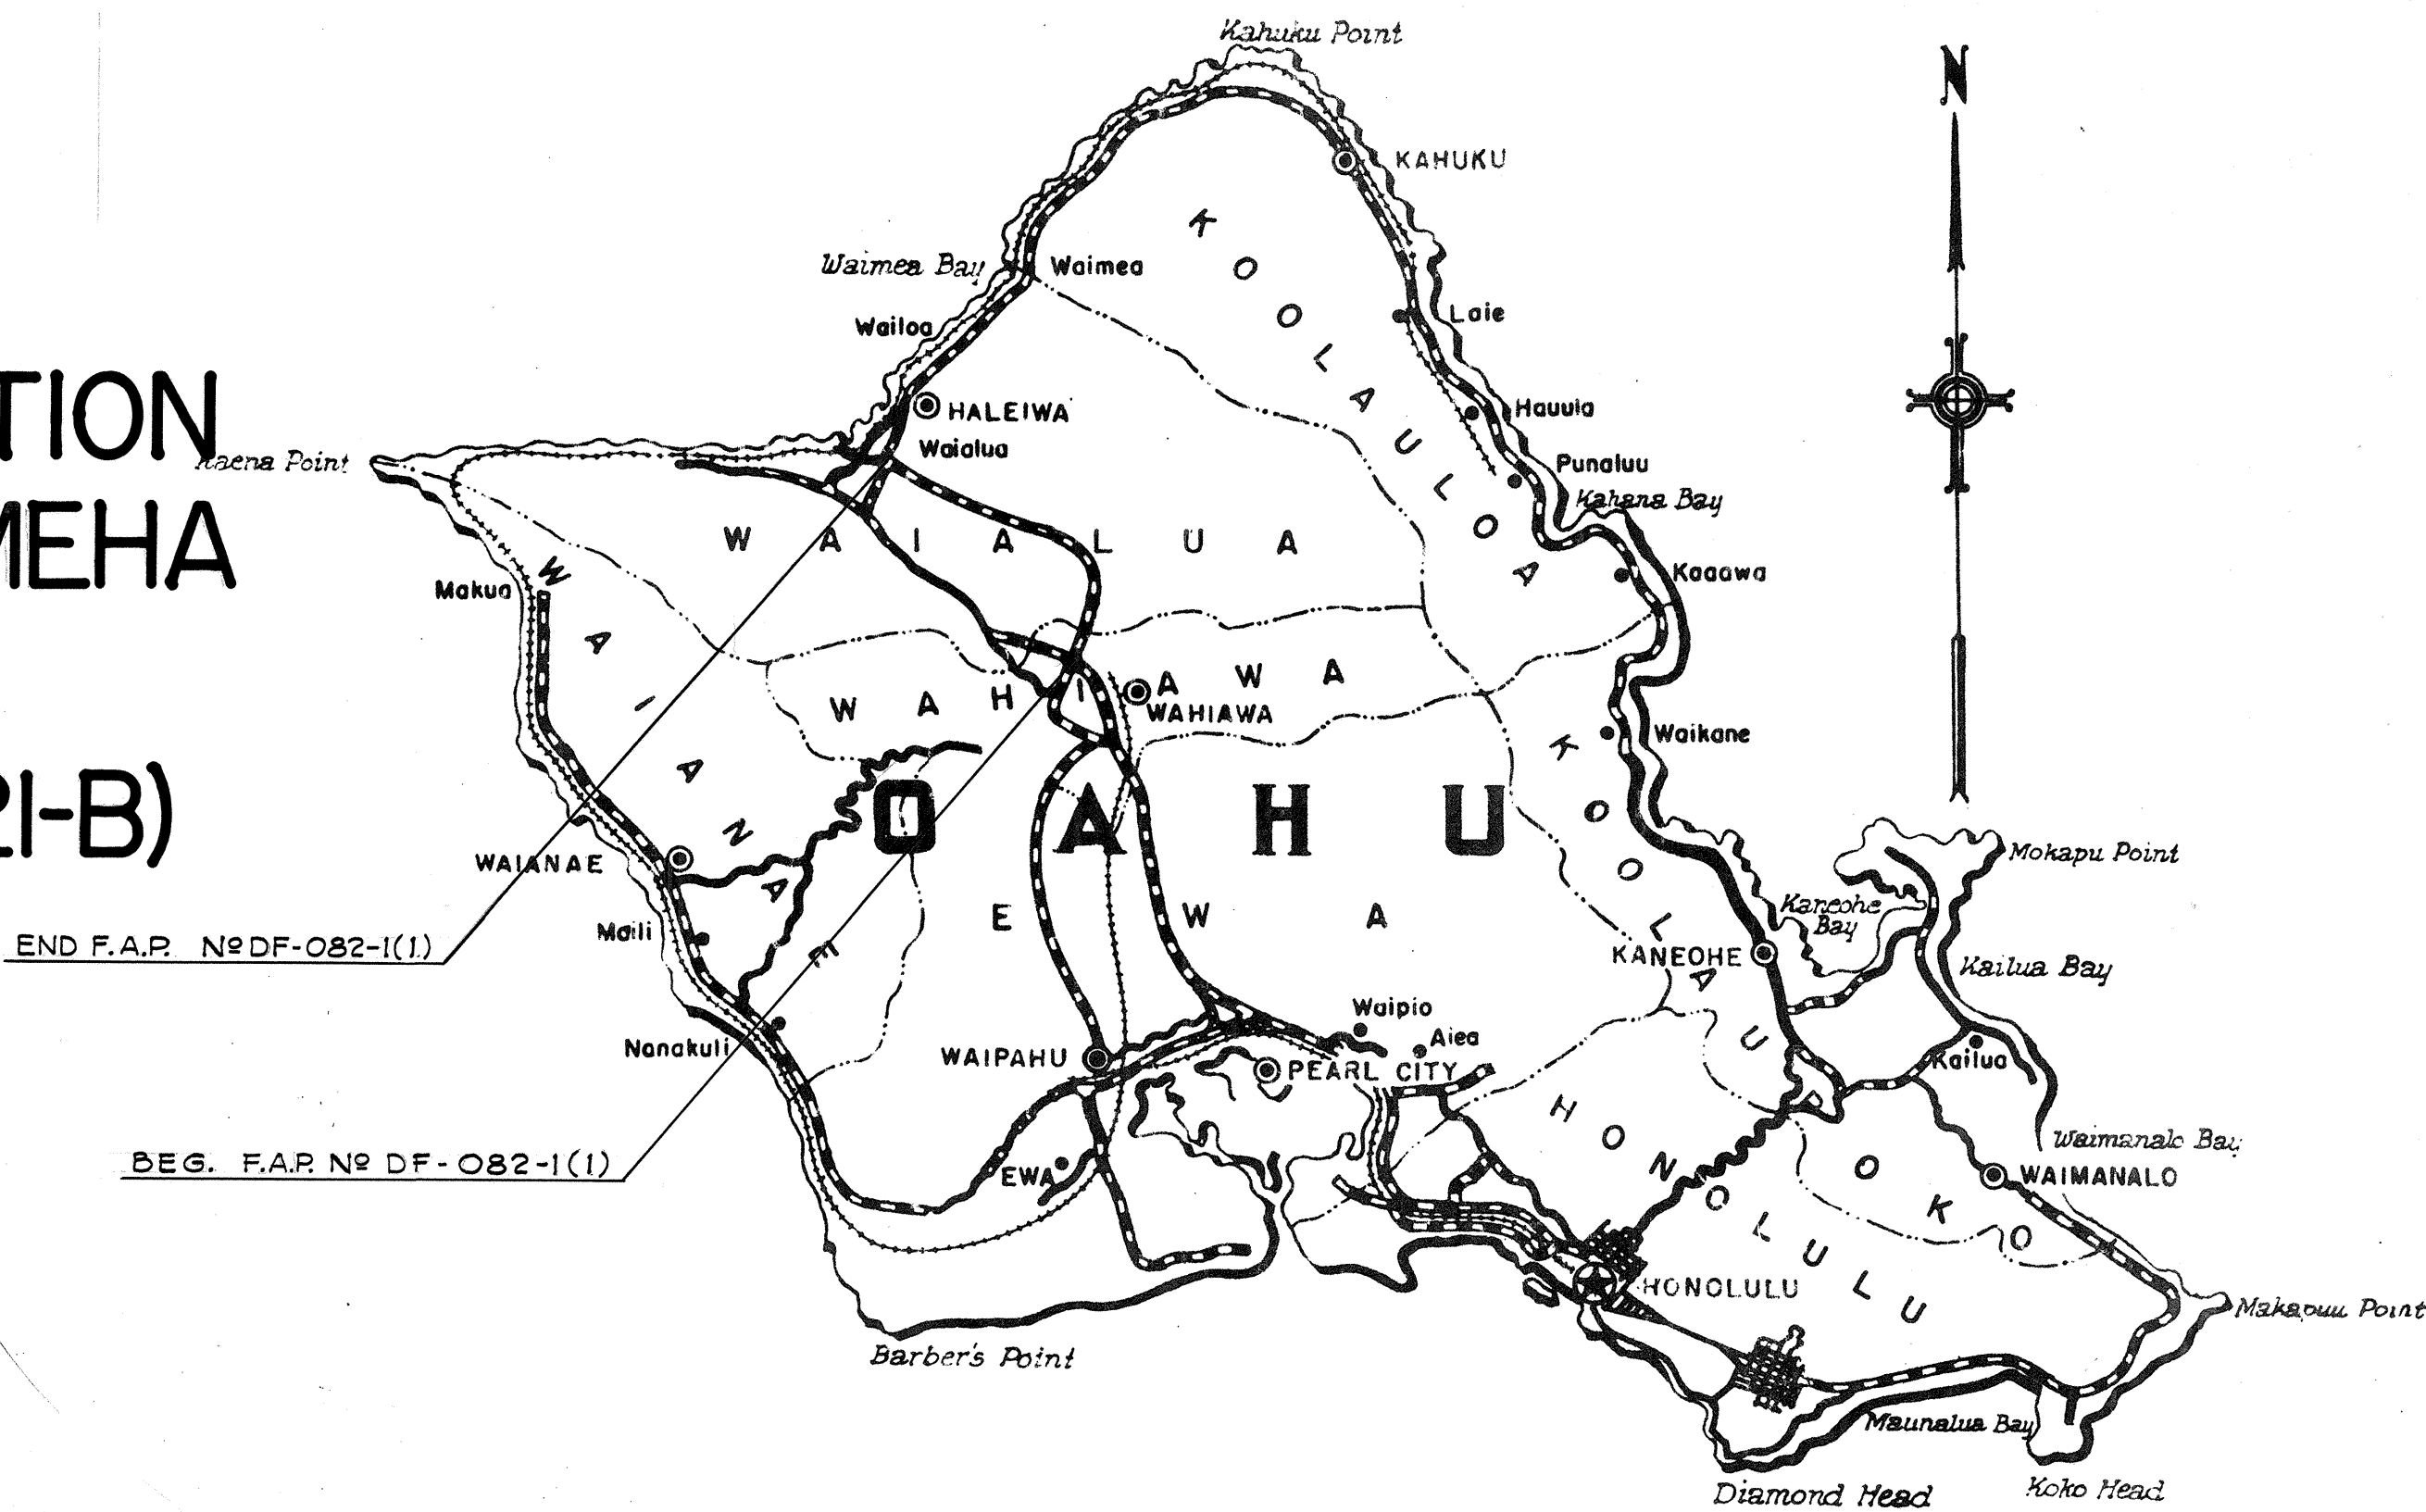 Kahuku Point
N
KAHUKU
Waimea Bay
Waimea
Wailoa
Laie
TION
HALEIWA
Hauula
Kaena Point
Waialua
Punaluu
MEHA
Kahana Bay
KOOLAULOA
WAIALUA
Makua
Kaaawa
WAIANAE
WAHIAWA
WAHIAWA
Waikane
21-B)
OAHU
WAIANAE
Mokapu Point
Kaneohe
Bay
EWA
Maili
END F.A.P. Nº DF-082-1(1)
KANEOHE
Kailua Bay
KOOLAUPOKO
Waipio
Aiea
Nanakuli
WAIPAHU
PEARL CITY
Kailua
HONOLULU
Waimanalo Bay
BEG. F.A.P. Nº DF-082-1(1)
EWA
WAIMANALO
HONOLULU
Makapuu Point
Barber's Point
Maunalua Bay
Diamond Head
Koko Head